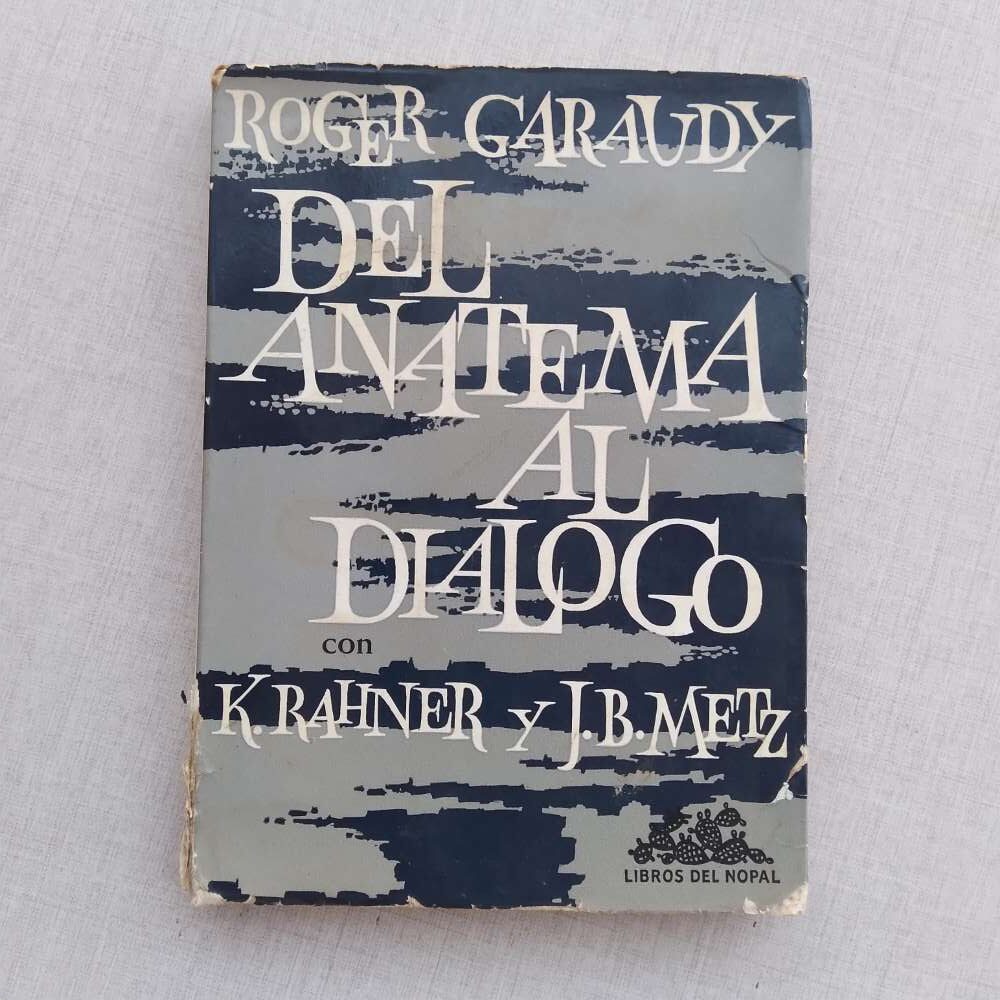 ROGER GARAUDY
DEL
ANATEMA
AL
DIALOGO
con
K. RAHNER Y J.B. METZ
LIBROS DEL NOPAL